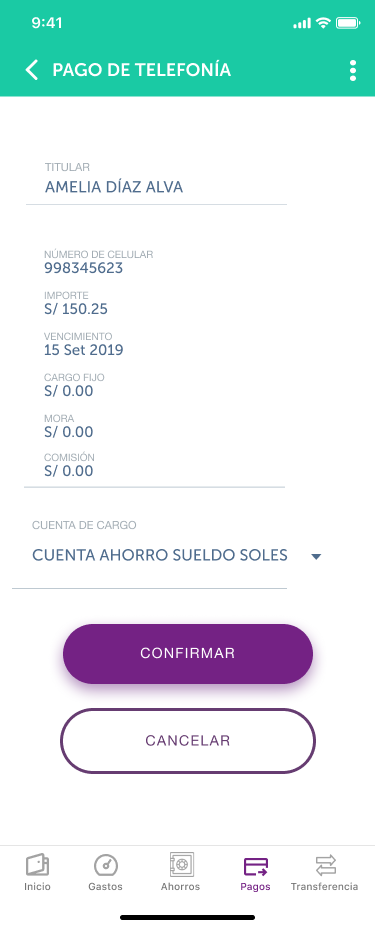 9:41
PAGO DE TELEFONÍA
TITULAR
AMELIA DÍAZ ALVA
NÚMERO DE CELULAR
998345623
IMPORTE
S/ 150.25
VENCIMIENTO
15 Set 2019
CARGO FIJO
S/ 0.00
MORA
S/ 0.00
COMISIÓN
S/ 0.00
CUENTA DE CARGO
CUENTA AHORRO SUELDO SOLES
CONFIRMAR
CANCELAR
Inicio Gastos Ahorros Pagos Transferencia